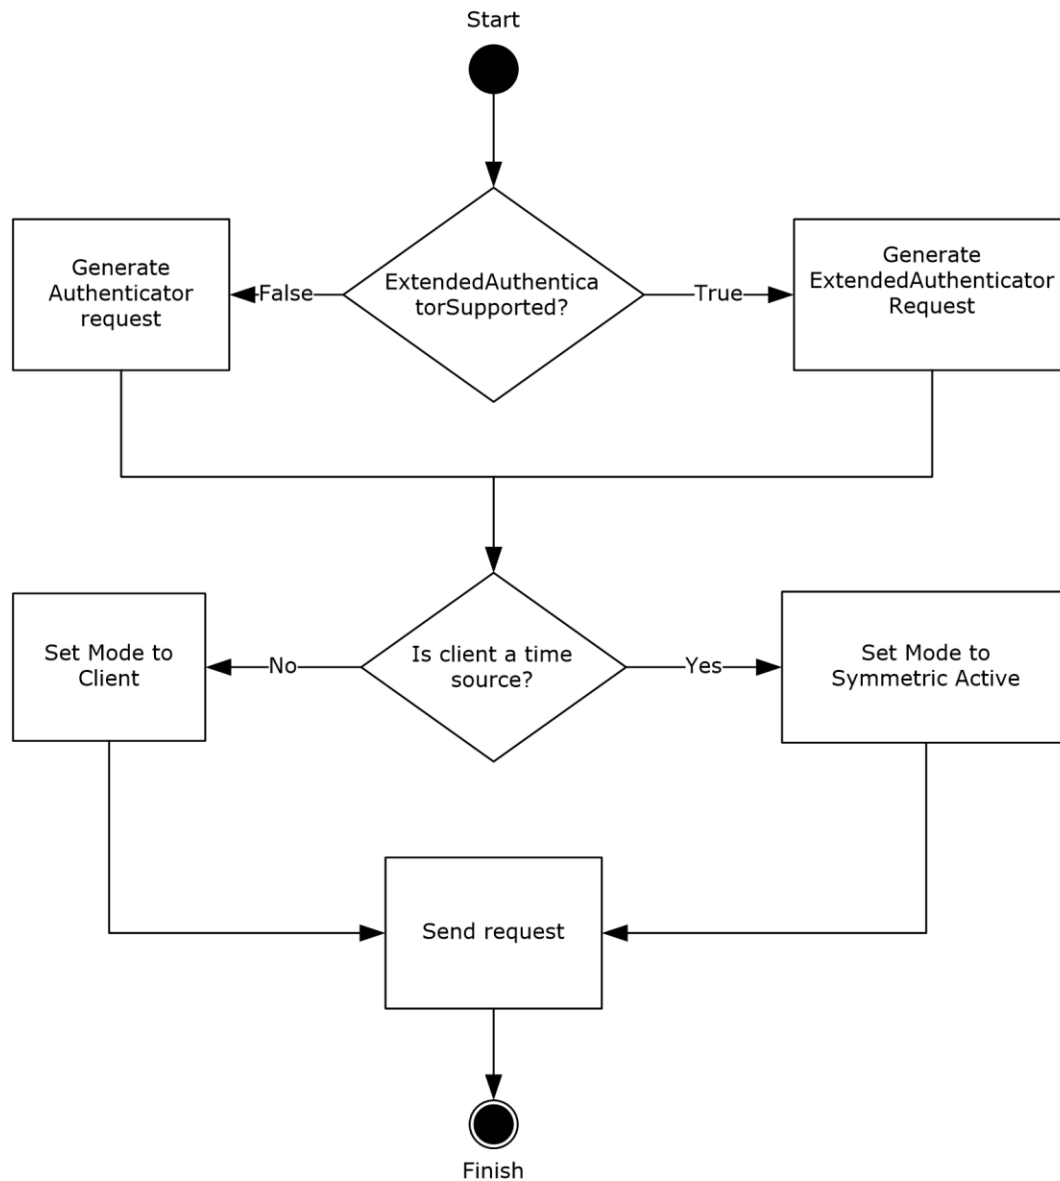 Start
Generate
Authenticator
request
False
ExtendedAuthentica
torSupported?
True
Generate
ExtendedAuthenticator
Request
Set Mode to
Client
No
Is client a time
source?
Yes
Set Mode to
Symmetric Active
Send request
Finish